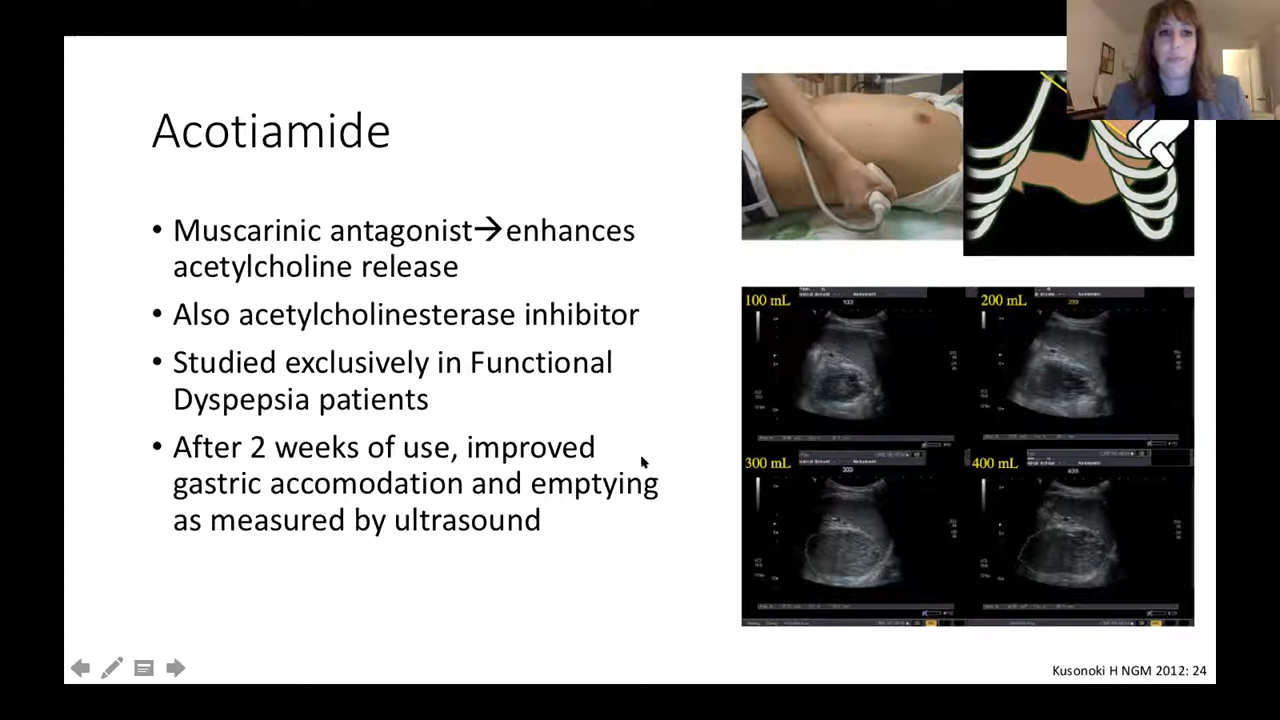 Acotiamide
• Muscarinic antagonist→enhances
acetylcholine release
• Also acetylcholinesterase inhibitor
• Studied exclusively in Functional
Dyspepsia patients
• After 2 weeks of use, improved
gastric accomodation and emptying
as measured by ultrasound
100 mL
200 mL
300 mL
400 mL
Kusonoki H NGM 2012: 24